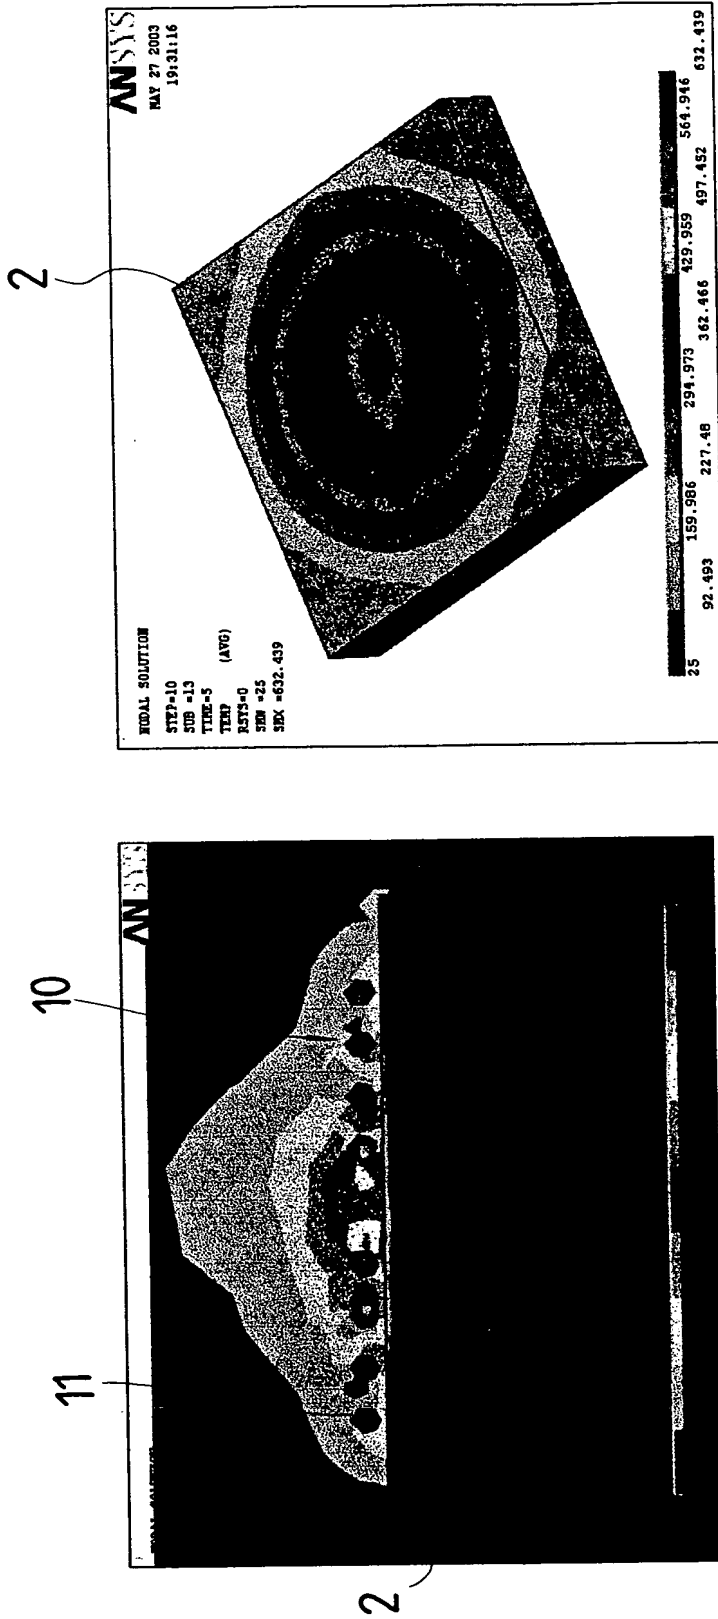 11
10
2
ANSYS
2
ANSYS
MAY 27 2003
19:31:16
NODAL SOLUTION
STEP=10
SUB =13
TIME=5
TEMP (AVG)
RSYS=0
SMN =25
SMX =632.439
25 159.986 294.973 429.959 564.946
92.493 227.48 362.466 497.452 632.439